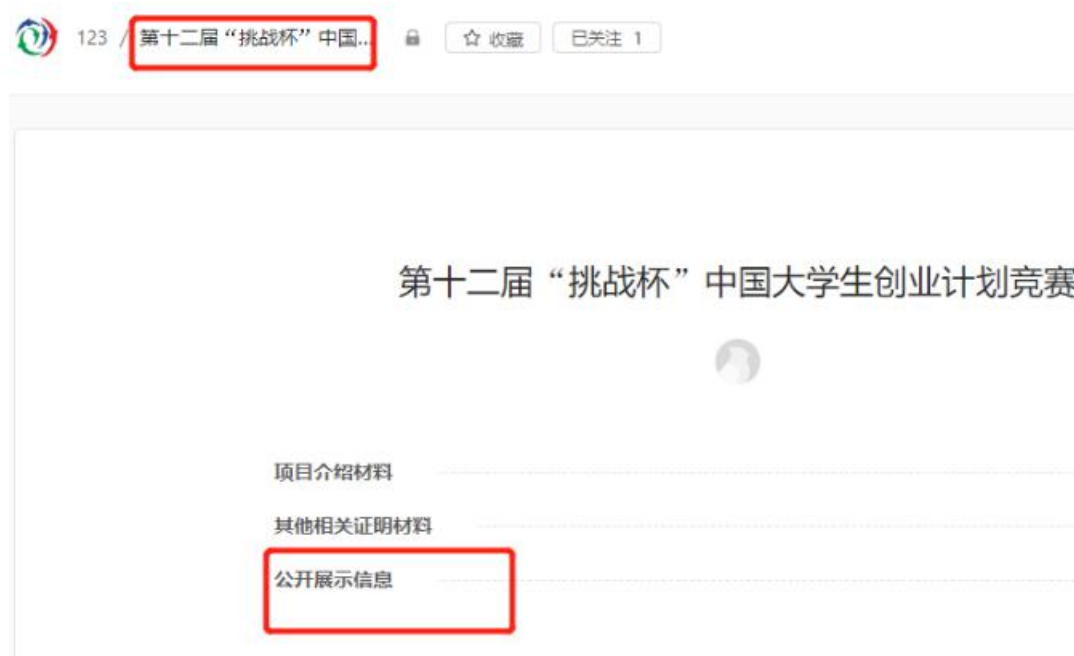 123 / 第十二届“挑战杯”中国... 收藏 已关注 1
第十二届“挑战杯”中国大学生创业计划竞赛
项目介绍材料
其他相关证明材料
公开展示信息